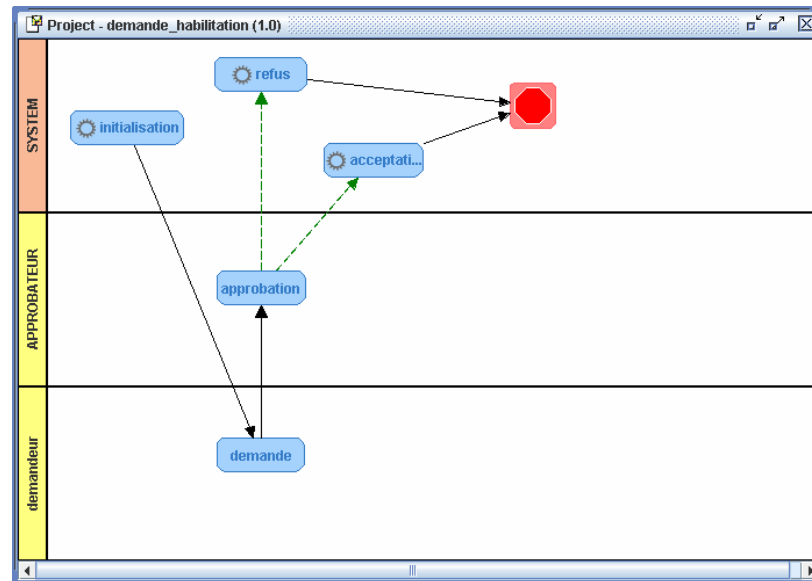 Project - demande_habilitation (1.0)
SYSTEM
refus
initialisation
acceptati...
APPROBATEUR
approbation
demandeur
demande